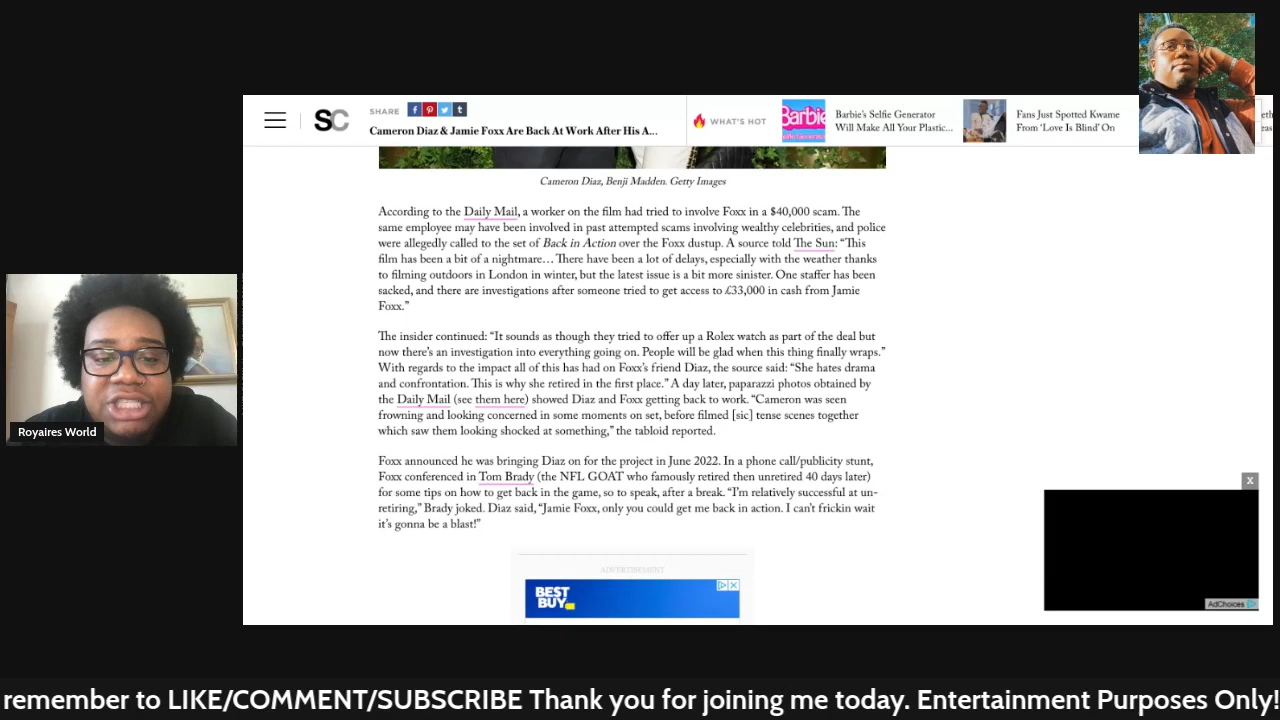 SC
SHARE
Cameron Diaz & Jamie Foxx Are Back At Work After His A...
WHAT'S HOT
Barbie
Barbie's Selfie Generator
Will Make All Your Plastic...
Fans Just Spotted Kwame
From 'Love Is Blind' On
Cameron Diaz, Benji Madden. Getty Images
According to the Daily Mail, a worker on the film had tried to involve Foxx in a $40,000 scam. The
same employee may have been involved in past attempted scams involving wealthy celebrities, and police
were allegedly called to the set of Back in Action over the Foxx dustup. A source told The Sun: “This
film has been a bit of a nightmare… There have been a lot of delays, especially with the weather thanks
to filming outdoors in London in winter, but the latest issue is a bit more sinister. One staffer has been
sacked, and there are investigations after someone tried to get access to £33,000 in cash from Jamie
Foxx.”
The insider continued: “It sounds as though they tried to offer up a Rolex watch as part of the deal but
now there's an investigation into everything going on. People will be glad when this thing finally wraps.”
With regards to the impact all of this has had on Foxx's friend Diaz, the source said: “She hates drama
and confrontation. This is why she retired in the first place.” A day later, paparazzi photos obtained by
the Daily Mail (see them here) showed Diaz and Foxx getting back to work. “Cameron was seen
frowning and looking concerned in some moments on set, before filmed [sic] tense scenes together
which saw them looking shocked at something,” the tabloid reported.
Foxx announced he was bringing Diaz on for the project in June 2022. In a phone call/publicity stunt,
Foxx conferenced in Tom Brady (the NFL GOAT who famously retired then unretired 40 days later)
for some tips on how to get back in the game, so to speak, after a break. “I'm relatively successful at un-
retiring,” Brady joked. Diaz said, “Jamie Foxx, only you could get me back in action. I can't frickin wait
it's gonna be a blast!”
ADVERTISEMENT
BEST
BUY
X
AdChoices
Royaires World
remember to LIKE/COMMENT/SUBSCRIBE Thank you for joining me today. Entertainment Purposes Only!